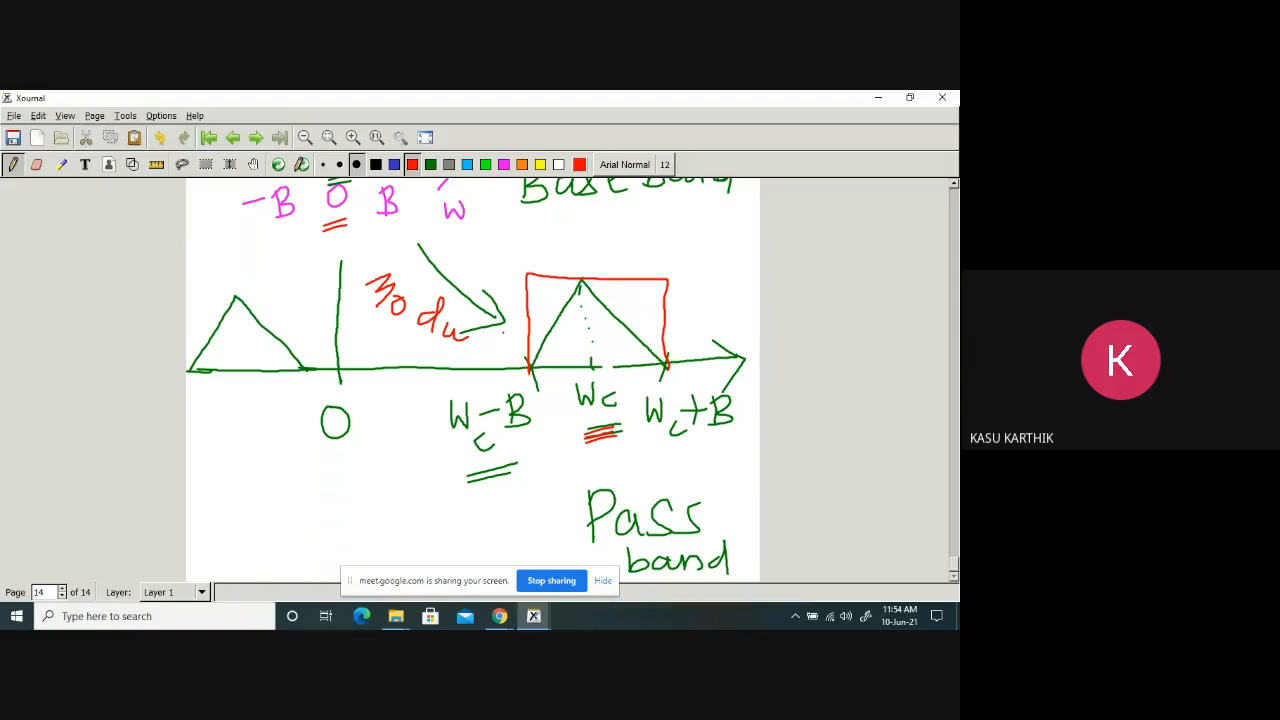 Xournal
File Edit View Page Tools Options Help
Arial Normal 12
Base Band
-B 0 B W
0
Wc-B Wc Wc+B
Pass
band
meet.google.com is sharing your screen. Stop sharing Hide
Page 14 of 14 Layer: Layer 1
Type here to search
11:54 AM
10-Jun-21
K
KASU KARTHIK